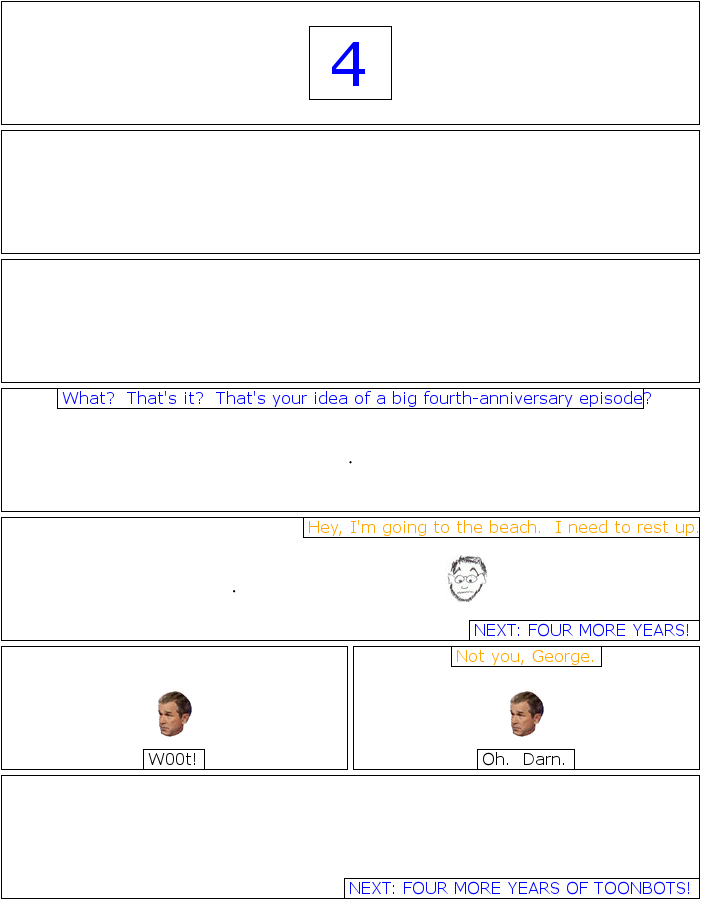 4
What?  That's it?  That's your idea of a big fourth-anniversary episode?
Hey, I'm going to the beach.  I need to rest up.
NEXT: FOUR MORE YEARS!
W00t!
Not you, George.
Oh.  Darn.
NEXT: FOUR MORE YEARS OF TOONBOTS!